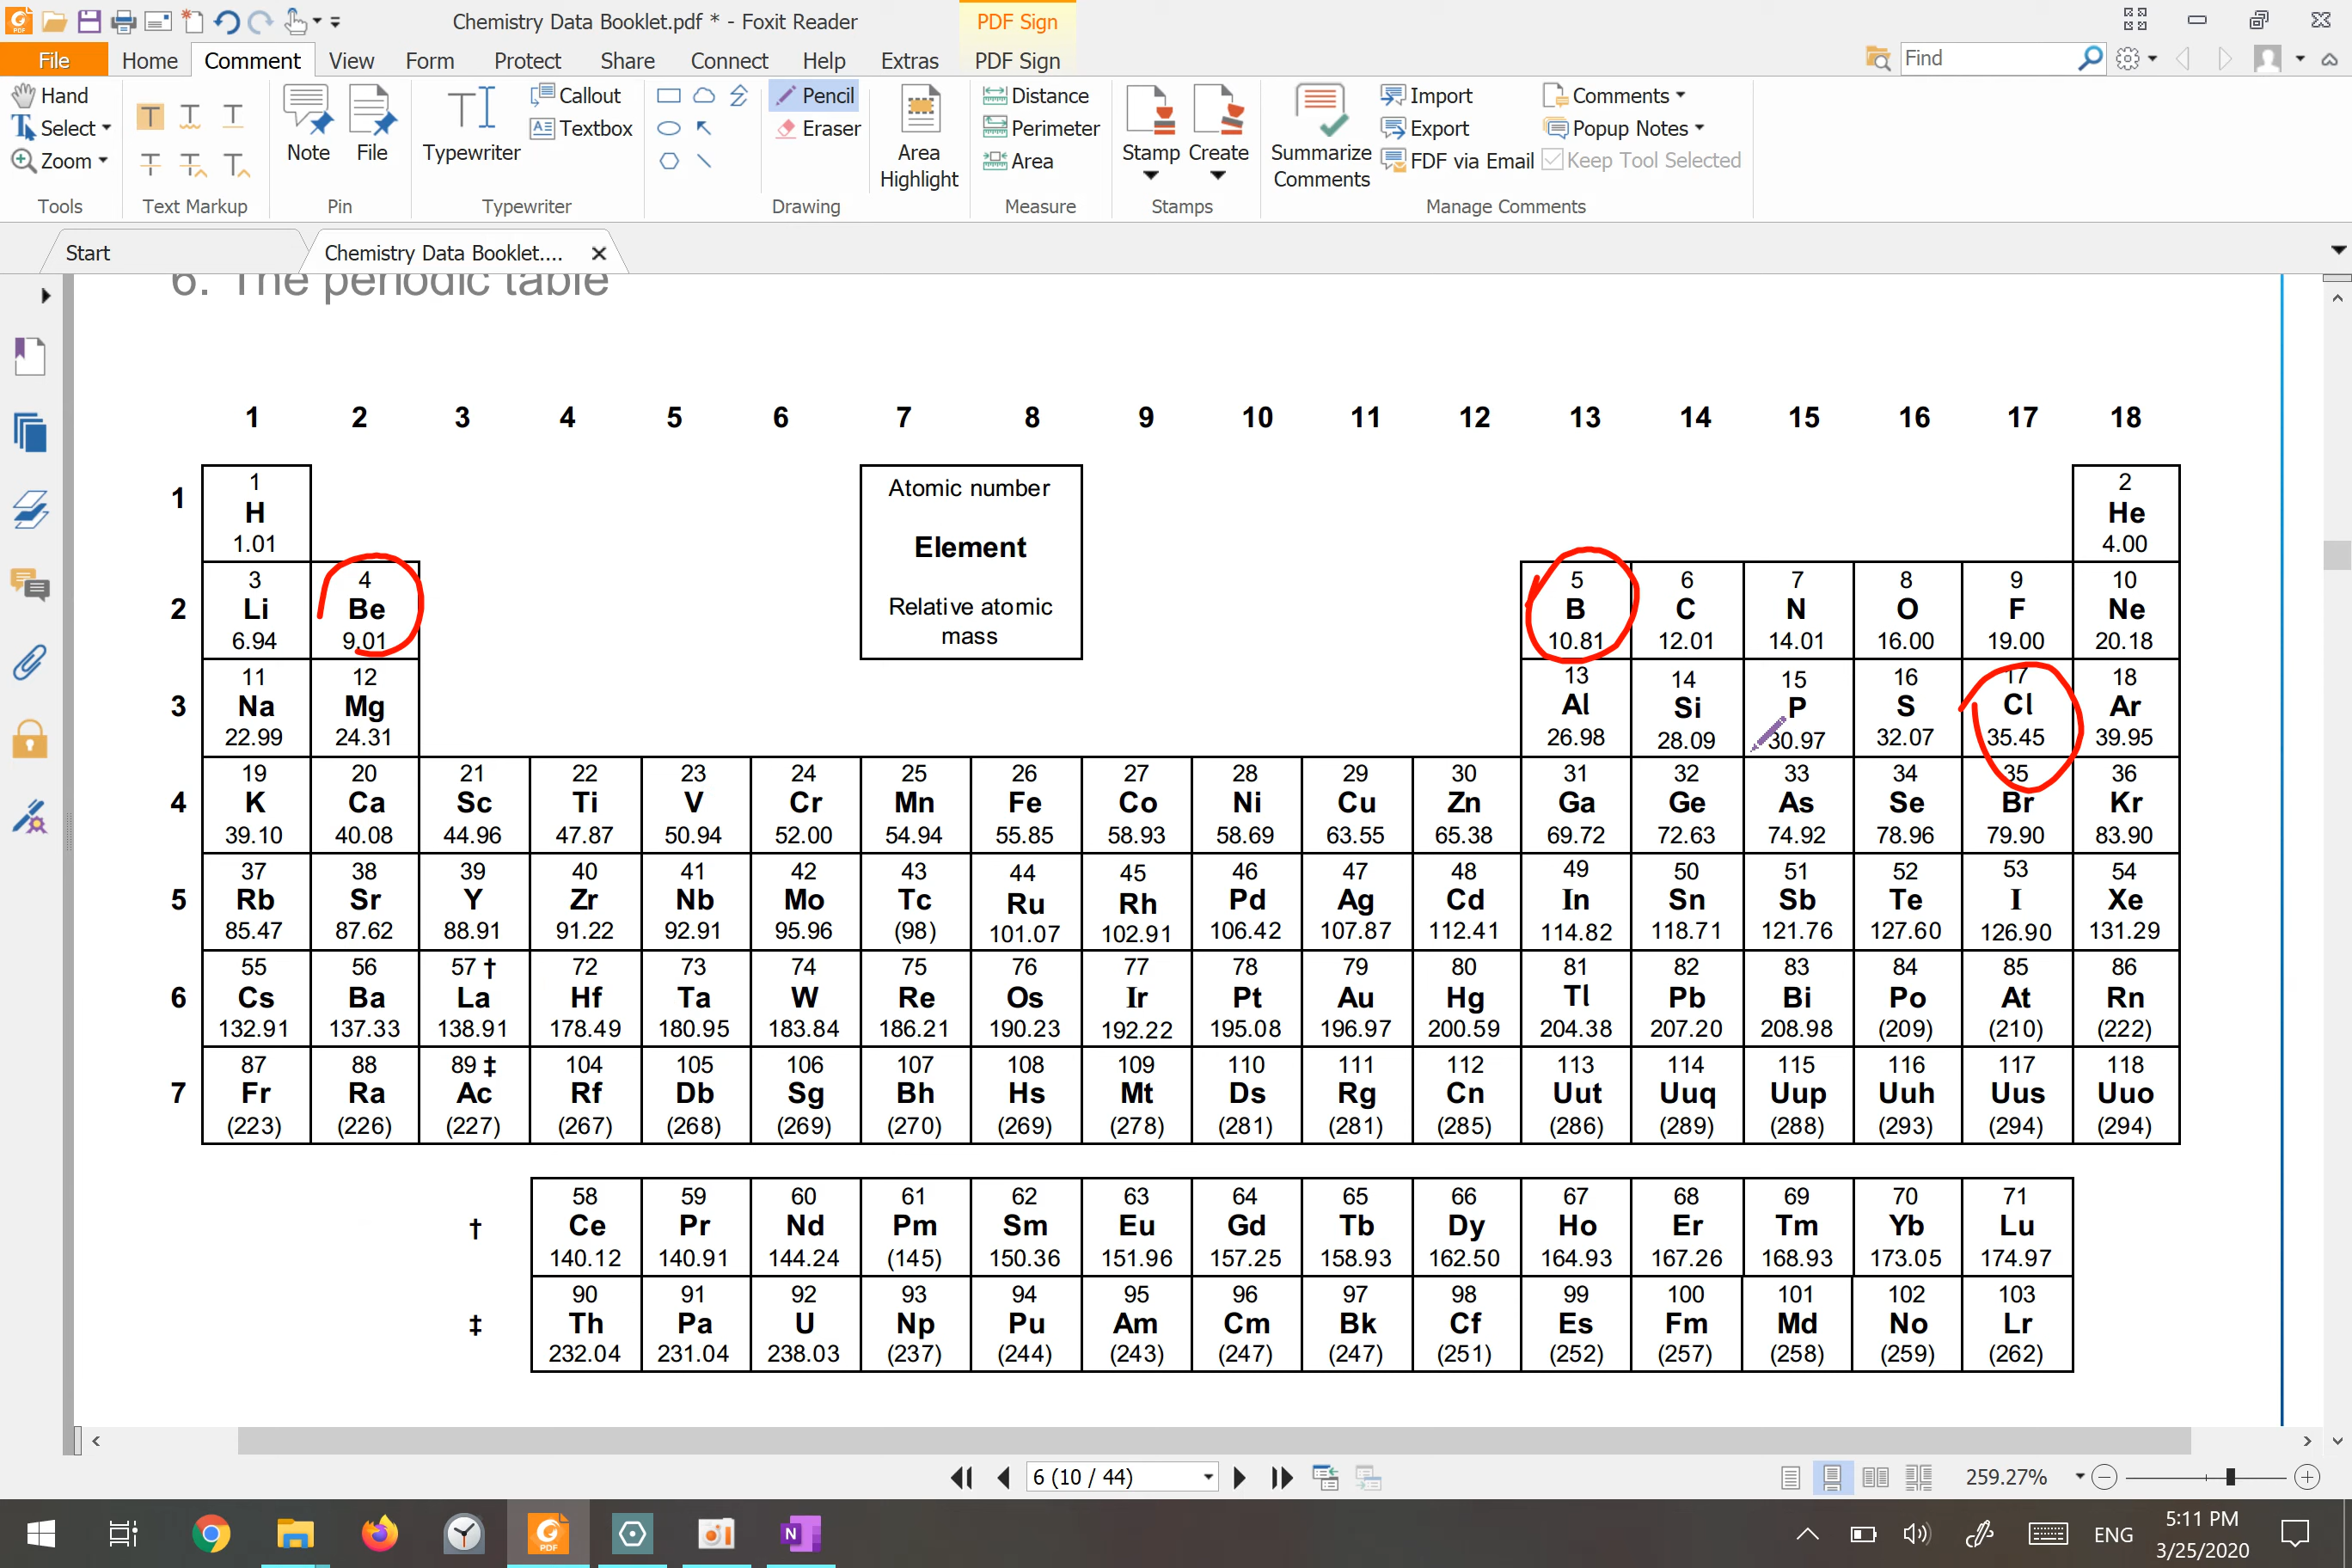 Chemistry Data Booklet.pdf * - Foxit Reader
PDF Sign
File Home Comment View Form Protect Share Connect Help Extras PDF Sign
Find
Hand
Select
Zoom
Tools
Text Markup
Note File
Pin
Typewriter
Callout
Textbox
Typewriter
Pencil
Eraser
Drawing
Area Highlight
Distance
Perimeter
Area
Measure
Stamp Create
Stamps
Summarize Comments
Import
Export
FDF via Email
Comments
Popup Notes
Keep Tool Selected
Manage Comments
Start
Chemistry Data Booklet....
6. The periodic table
1 2 3 4 5 6 7 8 9 10 11 12 13 14 15 16 17 18
Atomic number
Element
Relative atomic
mass
1
1 2
H He
1.01 4.00
2
3 4 5 6 7 8 9 10
Li Be B C N O F Ne
6.94 9.01 10.81 12.01 14.01 16.00 19.00 20.18
3
11 12 13 14 15 16 17 18
Na Mg Al Si P S Cl Ar
22.99 24.31 26.98 28.09 30.97 32.07 35.45 39.95
4
19 20 21 22 23 24 25 26 27 28 29 30 31 32 33 34 35 36
K Ca Sc Ti V Cr Mn Fe Co Ni Cu Zn Ga Ge As Se Br Kr
39.10 40.08 44.96 47.87 50.94 52.00 54.94 55.85 58.93 58.69 63.55 65.38 69.72 72.63 74.92 78.96 79.90 83.90
5
37 38 39 40 41 42 43 44 45 46 47 48 49 50 51 52 53 54
Rb Sr Y Zr Nb Mo Tc Ru Rh Pd Ag Cd In Sn Sb Te I Xe
85.47 87.62 88.91 91.22 92.91 95.96 (98) 101.07 102.91 106.42 107.87 112.41 114.82 118.71 121.76 127.60 126.90 131.29
6
55 56 57 † 72 73 74 75 76 77 78 79 80 81 82 83 84 85 86
Cs Ba La Hf Ta W Re Os Ir Pt Au Hg Tl Pb Bi Po At Rn
132.91 137.33 138.91 178.49 180.95 183.84 186.21 190.23 192.22 195.08 196.97 200.59 204.38 207.20 208.98 (209) (210) (222)
7
87 88 89 ‡ 104 105 106 107 108 109 110 111 112 113 114 115 116 117 118
Fr Ra Ac Rf Db Sg Bh Hs Mt Ds Rg Cn Uut Uuq Uup Uuh Uus Uuo
(223) (226) (227) (267) (268) (269) (270) (269) (278) (281) (281) (285) (286) (289) (288) (293) (294) (294)
†
58 59 60 61 62 63 64 65 66 67 68 69 70 71
Ce Pr Nd Pm Sm Eu Gd Tb Dy Ho Er Tm Yb Lu
140.12 140.91 144.24 (145) 150.36 151.96 157.25 158.93 162.50 164.93 167.26 168.93 173.05 174.97
‡
90 91 92 93 94 95 96 97 98 99 100 101 102 103
Th Pa U Np Pu Am Cm Bk Cf Es Fm Md No Lr
232.04 231.04 238.03 (237) (244) (243) (247) (247) (251) (252) (257) (258) (259) (262)
6 (10 / 44)
259.27%
ENG
5:11 PM
3/25/2020